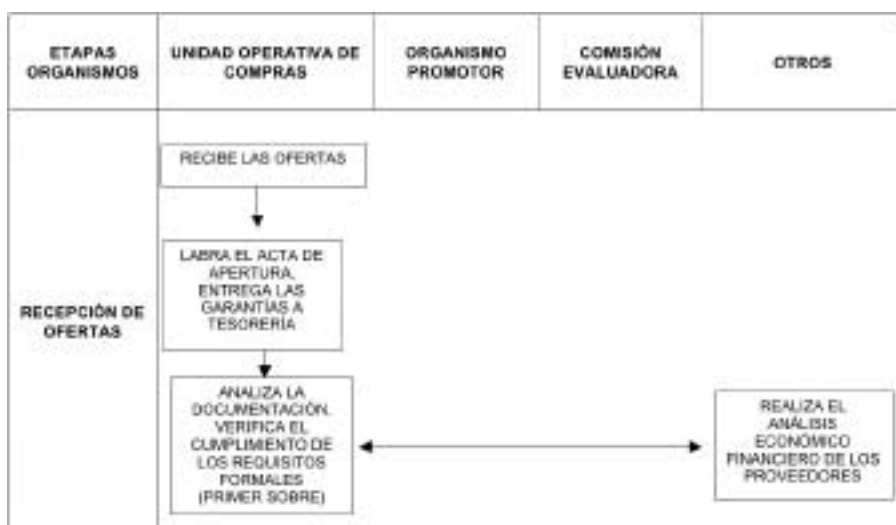 ETAPAS
ORGANISMOS
UNIDAD OPERATIVA DE
COMPRAS
ORGANISMO
PROMOTOR
COMISIÓN
EVALUADORA
OTROS
RECEPCIÓN DE
OFERTAS
RECIBE LAS OFERTAS
LABRA EL ACTA DE
APERTURA.
ENTREGA LAS
GARANTÍAS A
TESORERÍA
ANALIZA LA
DOCUMENTACIÓN.
VERIFICA EL
CUMPLIMIENTO DE
LOS REQUISITOS
FORMALES
(PRIMER SOBRE)
REALIZA EL
ANÁLISIS
ECONÓMICO
FINANCIERO DE LOS
PROVEEDORES